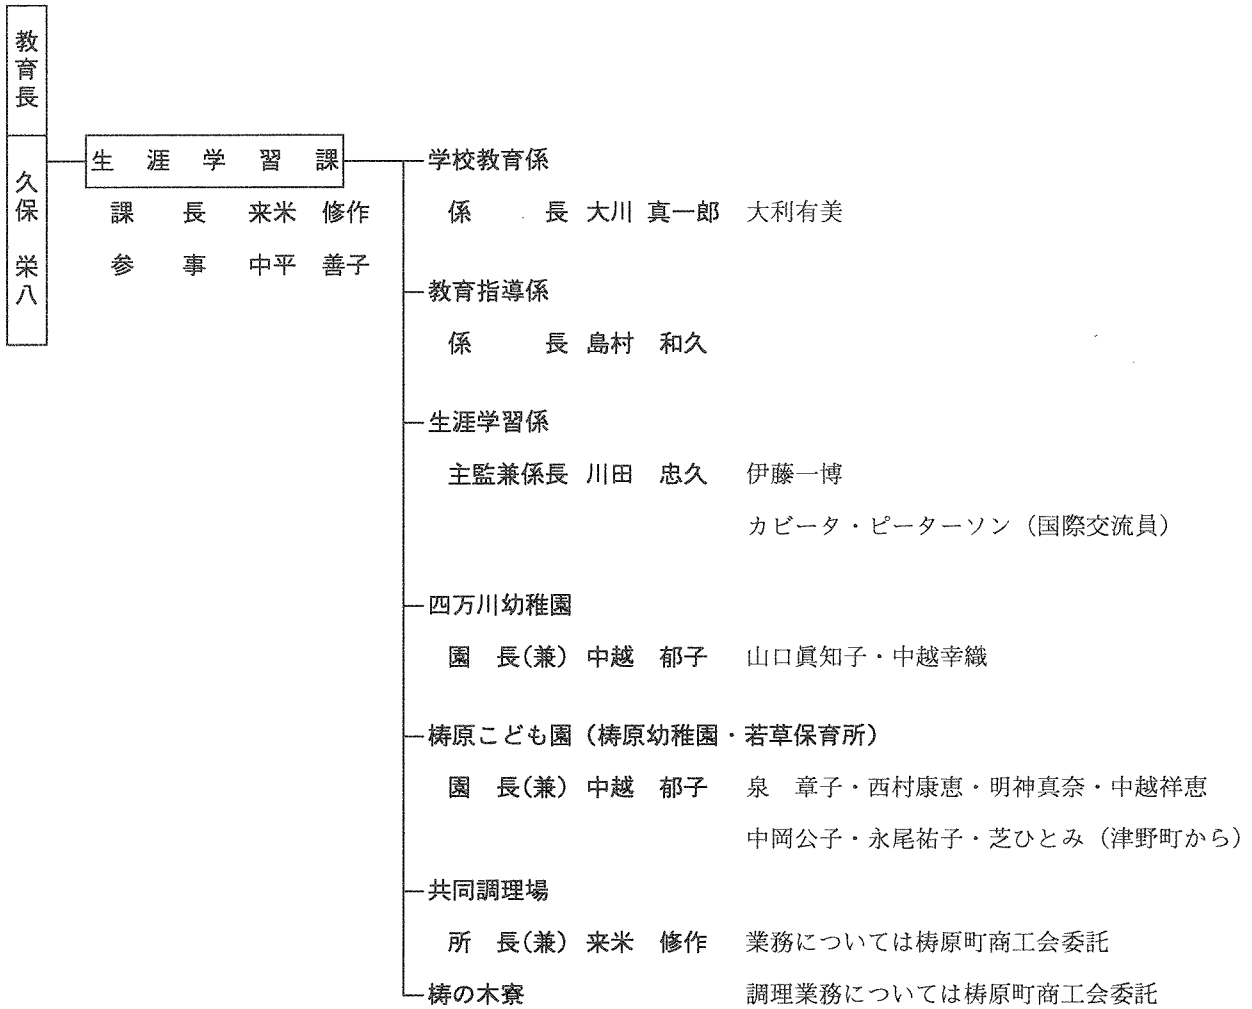 教育長
久保 栄八
生涯学習課
課 長 来米 修作
参 事 中平 善子
学校教育係
係 長 大川 真一郎 大利有美
教育指導係
係 長 島村 和久
生涯学習係
主監兼係長 川田 忠久 伊藤一博
カビータ・ピーターソン（国際交流員）
四万川幼稚園
園 長(兼) 中越 郁子 山口眞知子・中越幸織
梼原こども園（梼原幼稚園・若草保育所）
園 長(兼) 中越 郁子 泉 章子・西村康恵・明神真奈・中越祥恵
中岡公子・永尾祐子・芝ひとみ（津野町から）
共同調理場
所 長(兼) 来米 修作 業務については梼原町商工会委託
梼の木寮 調理業務については梼原町商工会委託